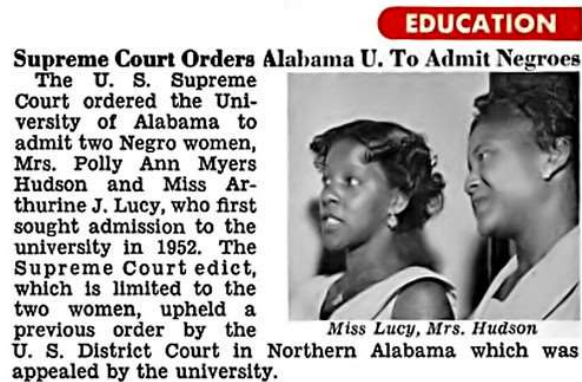 EDUCATION
Supreme Court Orders Alabama U. To Admit Negroes
The U. S. Supreme
Court ordered the Uni-
versity of Alabama to
admit two Negro women,
Mrs. Polly Ann Myers
Hudson and Miss Ar-
thurine J. Lucy, who first
sought admission to the
university in 1952. The
Supreme Court edict,
which is limited to the
two women, upheld a
previous order by the
U. S. District Court in Northern Alabama which was
appealed by the university.
Miss Lucy, Mrs. Hudson